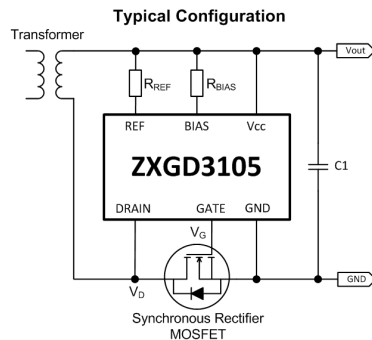 Typical Configuration
Transformer
Vout
RREF
RBIAS
REF BIAS Vcc
ZXGD3105
C1
DRAIN GATE GND
VG
VD
GND
Synchronous Rectifier
MOSFET